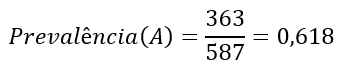 Prevalência(A) = 363/587 = 0,618